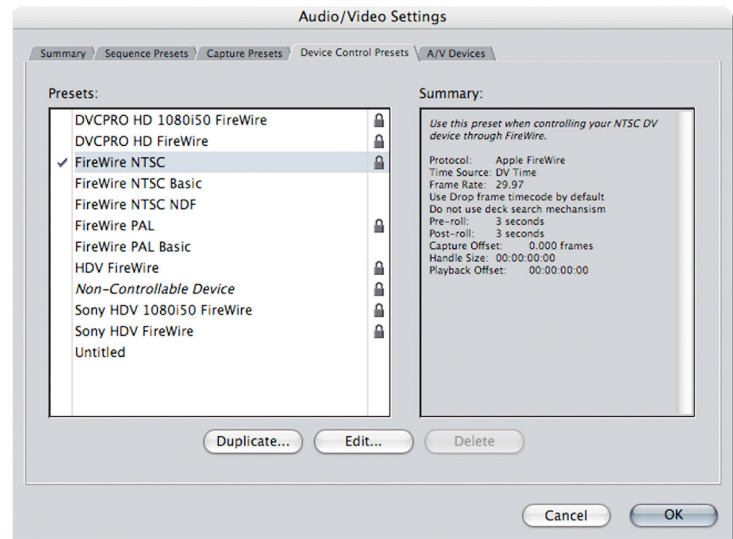 Audio/Video Settings
Summary Sequence Presets Capture Presets Device Control Presets A/V Devices
Presets:
DVCPRO HD 1080i50 FireWire
DVCPRO HD FireWire
FireWire NTSC
FireWire NTSC Basic
FireWire NTSC NDF
FireWire PAL
FireWire PAL Basic
HDV FireWire
Non-Controllable Device
Sony HDV 1080i50 FireWire
Sony HDV FireWire
Untitled
Summary:
Use this preset when controlling your NTSC DV
device through FireWire.
Protocol: Apple FireWire
Time Source: DV Time
Frame Rate: 29.97
Use Drop frame timecode by default
Do not use deck search mechansism
Pre-roll: 3 seconds
Post-roll: 3 seconds
Capture Offset: 0.000 frames
Handle Size: 00:00:00:00
Playback Offset: 00:00:00:00
Duplicate... Edit... Delete
Cancel OK